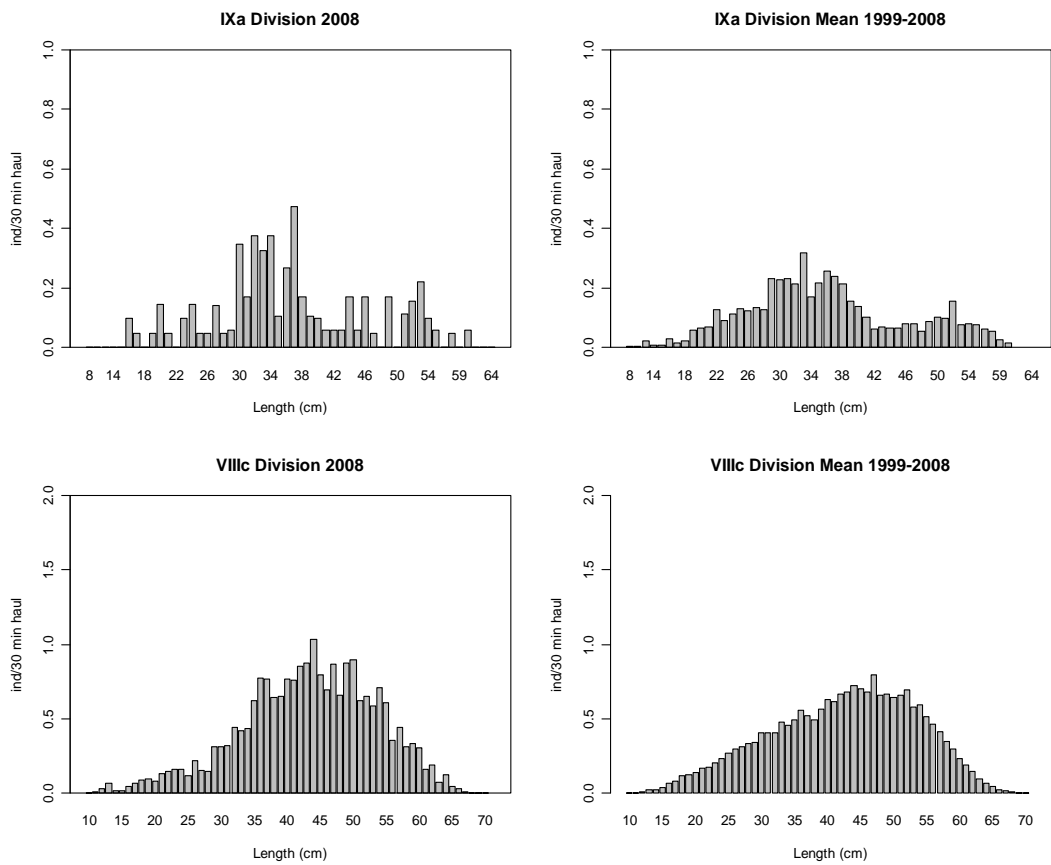 IXa Division 2008
ind/30 min haul
0.0 0.2 0.4 0.6 0.8 1.0
8 14 18 22 26 30 34 38 42 46 50 54 59 64
Length (cm)
IXa Division Mean 1999-2008
ind/30 min haul
0.0 0.2 0.4 0.6 0.8 1.0
8 14 18 22 26 30 34 38 42 46 50 54 59 64
Length (cm)
VIIIc Division 2008
ind/30 min haul
0.0 0.5 1.0 1.5 2.0
10 15 20 25 30 35 40 45 50 55 60 65 70
Length (cm)
VIIIc Division Mean 1999-2008
ind/30 min haul
0.0 0.5 1.0 1.5 2.0
10 15 20 25 30 35 40 45 50 55 60 65 70
Length (cm)